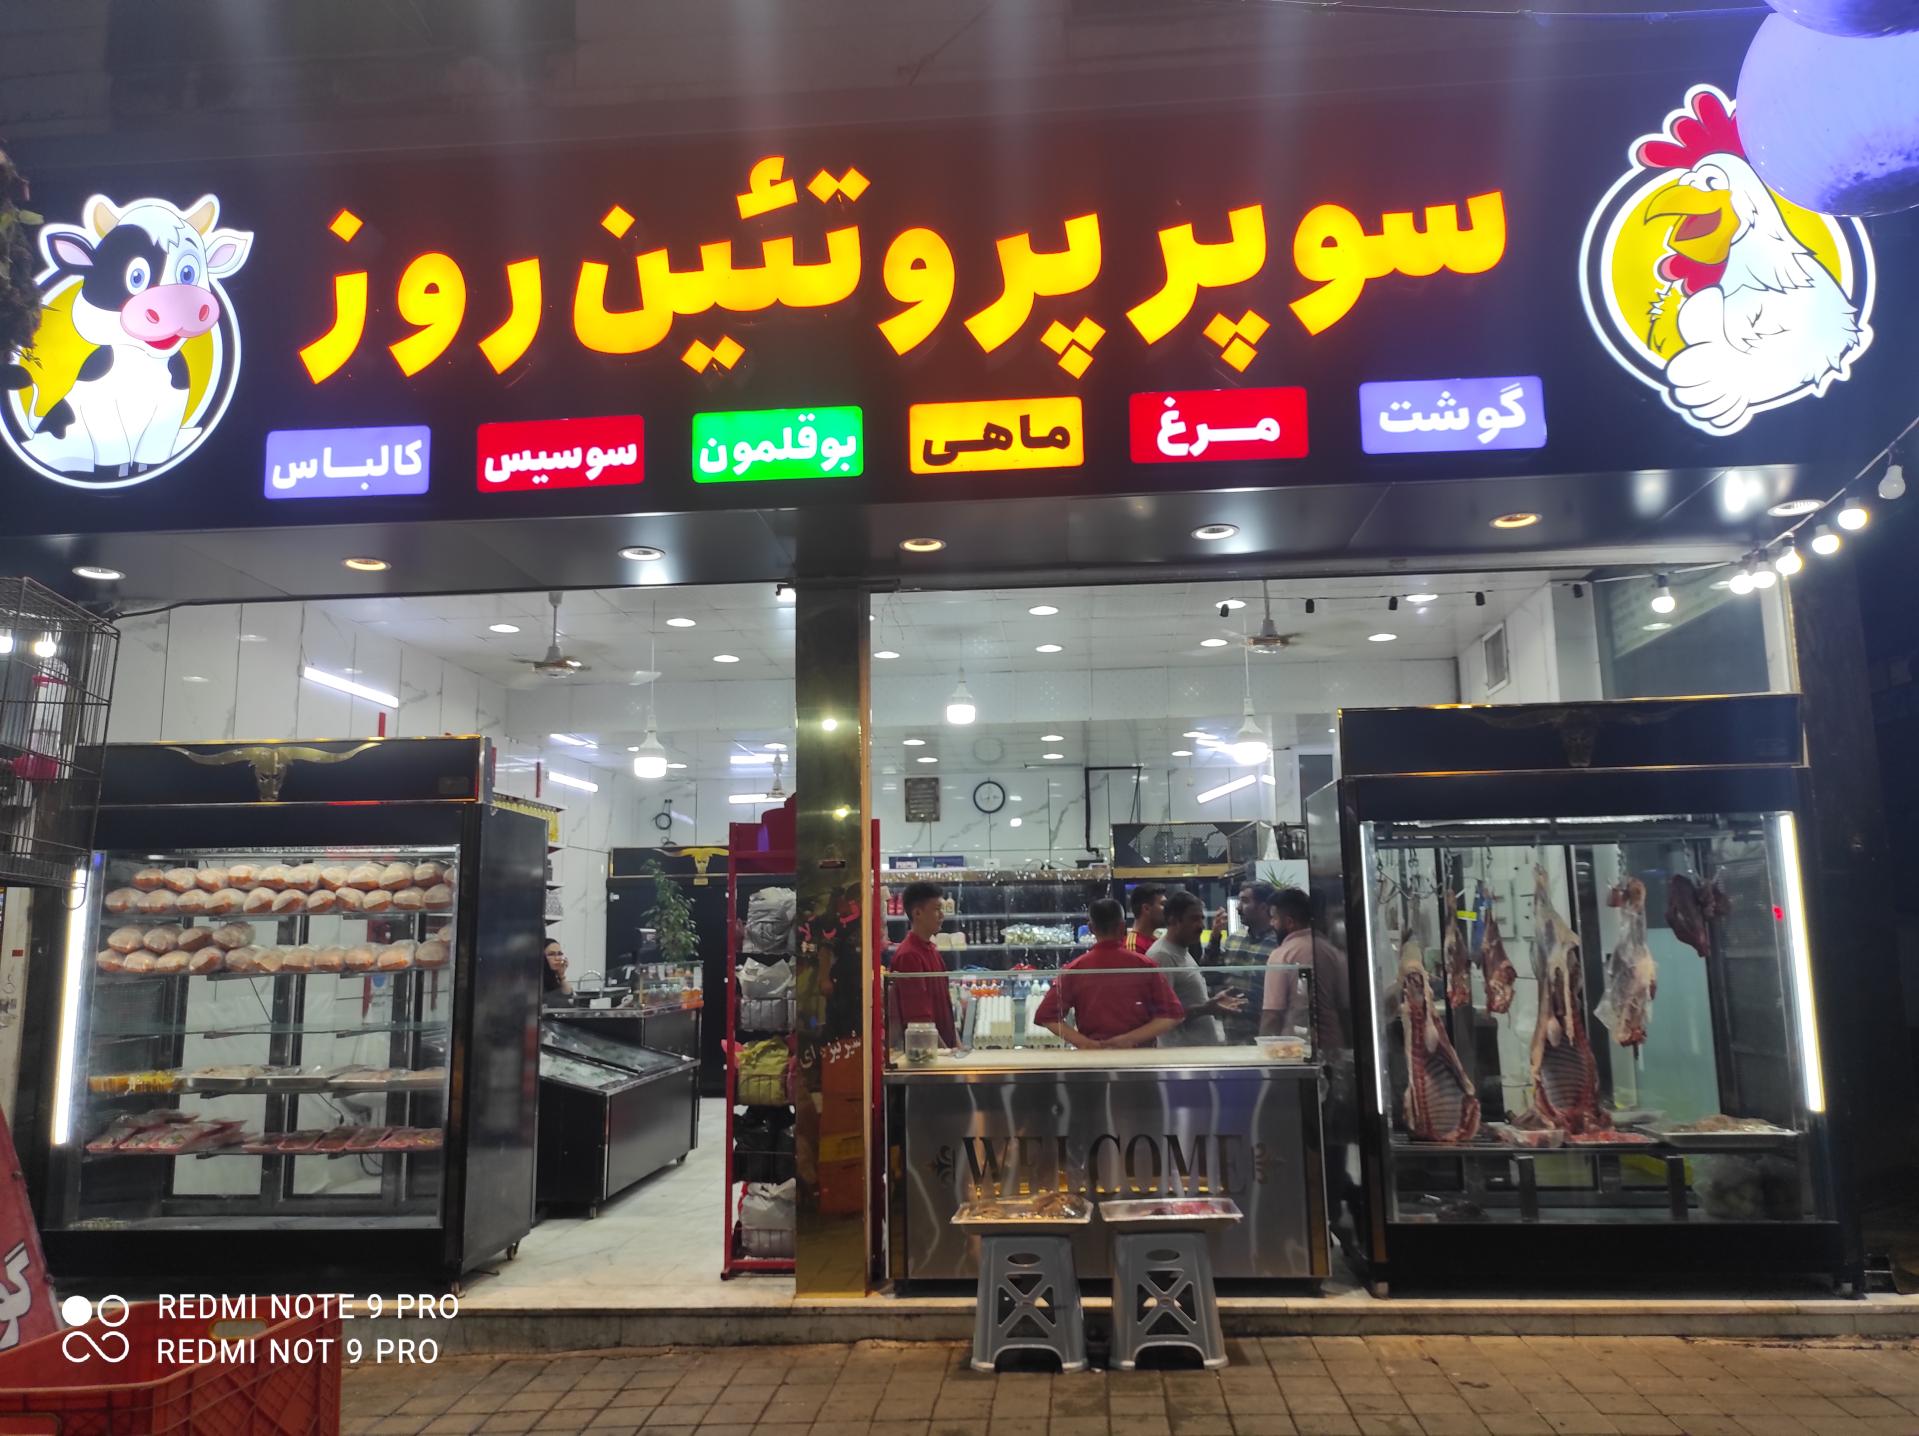 سوپر پروتئین روز
گوشت
مرغ
ماهی
بوقلمون
سوسیس
کالباس
WELCOME
REDMI NOTE 9 PRO
REDMI NOT 9 PRO